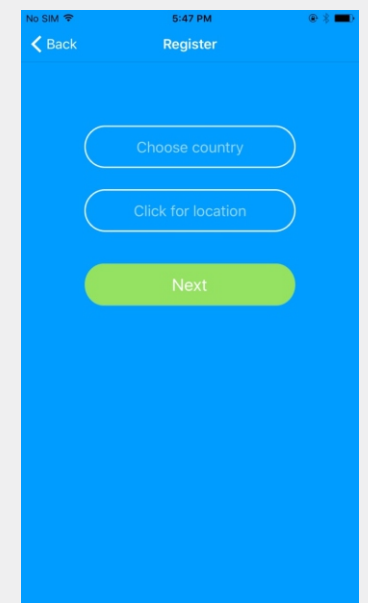 No SIM 5:47 PM
Back Register
Choose country
Click for location
Next